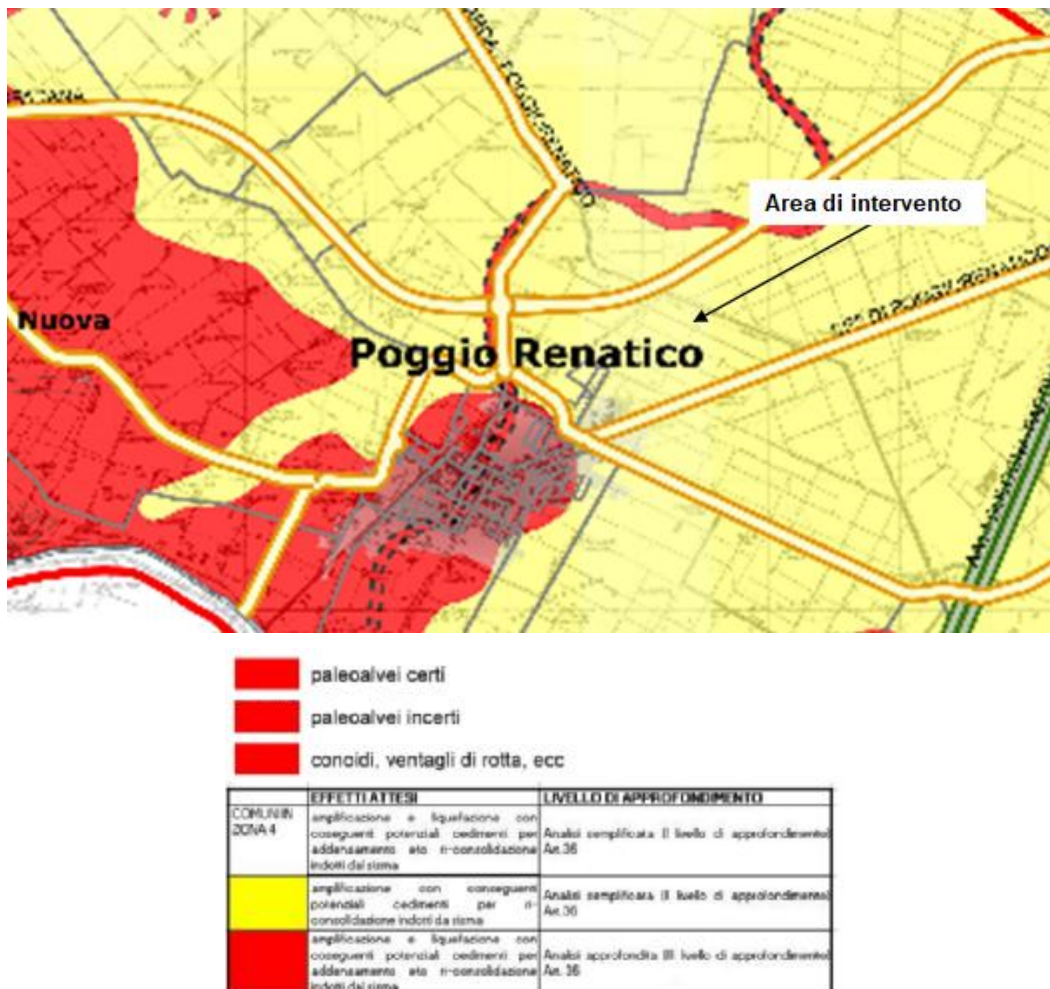 Area di intervento
Nuova
Poggio Renatico
paleoalvei certi
paleoalvei incerti
conoidi, ventagli di rotta, ecc
EFFETTI ATTESI
LIVELLO DI APPROFONDIMENTO
COMUNI IN
ZONA 4
amplificazione e liquefazione con
coseguenti potenziali cedimenti per
addensamento e/o ri-consolidazione
indotti dal sisma
Analisi semplificata (I livello di approfondimento)
Art.36
amplificazione con conseguenti
potenziali cedimenti per ri-
consolidazione indotti da sisma
Analisi semplificata (I livello di approfondimento)
Art.36
amplificazione e liquefazione con
coseguenti potenziali cedimenti per
addensamento e/o ri-consolidazione
indotti dal sisma
Analisi approfondita (III livello di approfondimento)
Art. 36